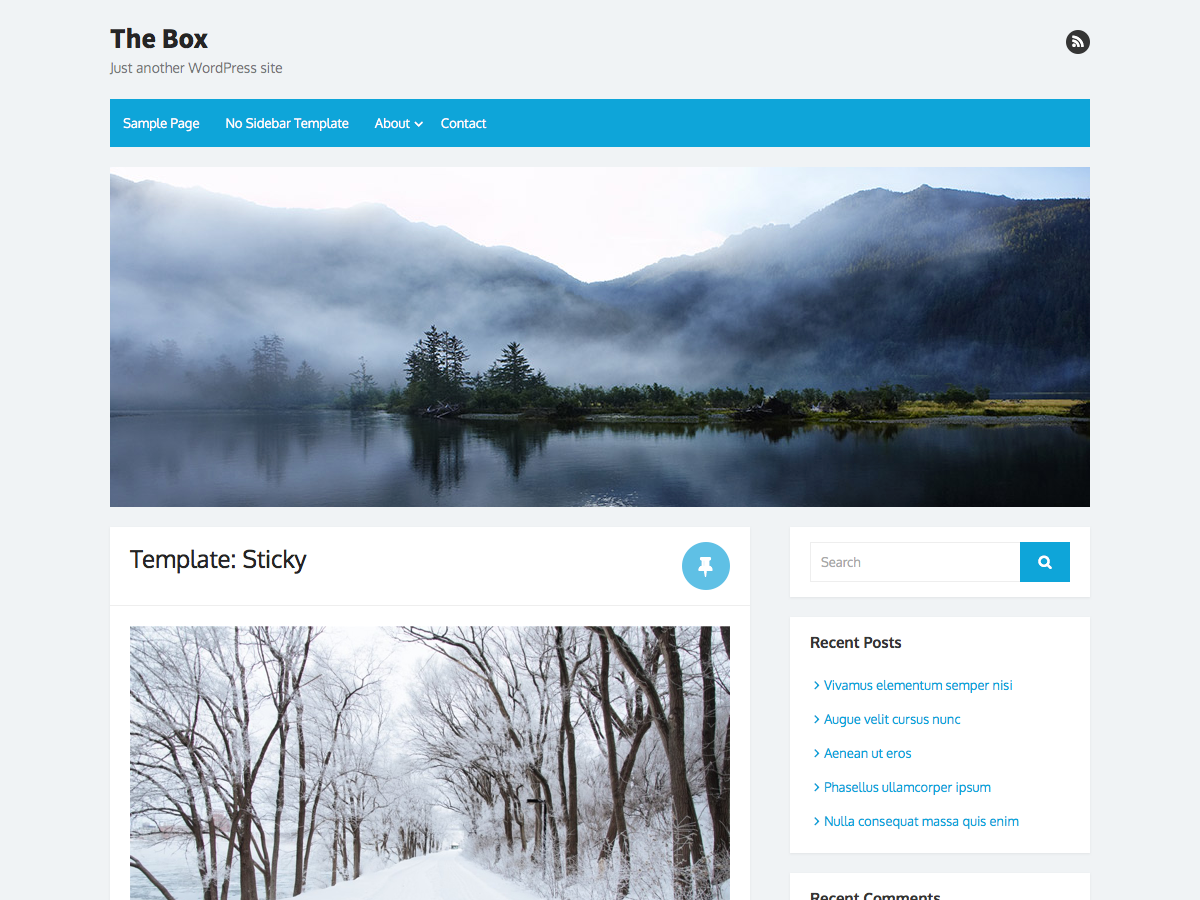 The Box
Just another WordPress site
Sample Page No Sidebar Template About Contact
Template: Sticky
Search
Recent Posts
Vivamus elementum semper nisi
Augue velit cursus nunc
Aenean ut eros
Phasellus ullamcorper ipsum
Nulla consequat massa quis enim
Recent Comments